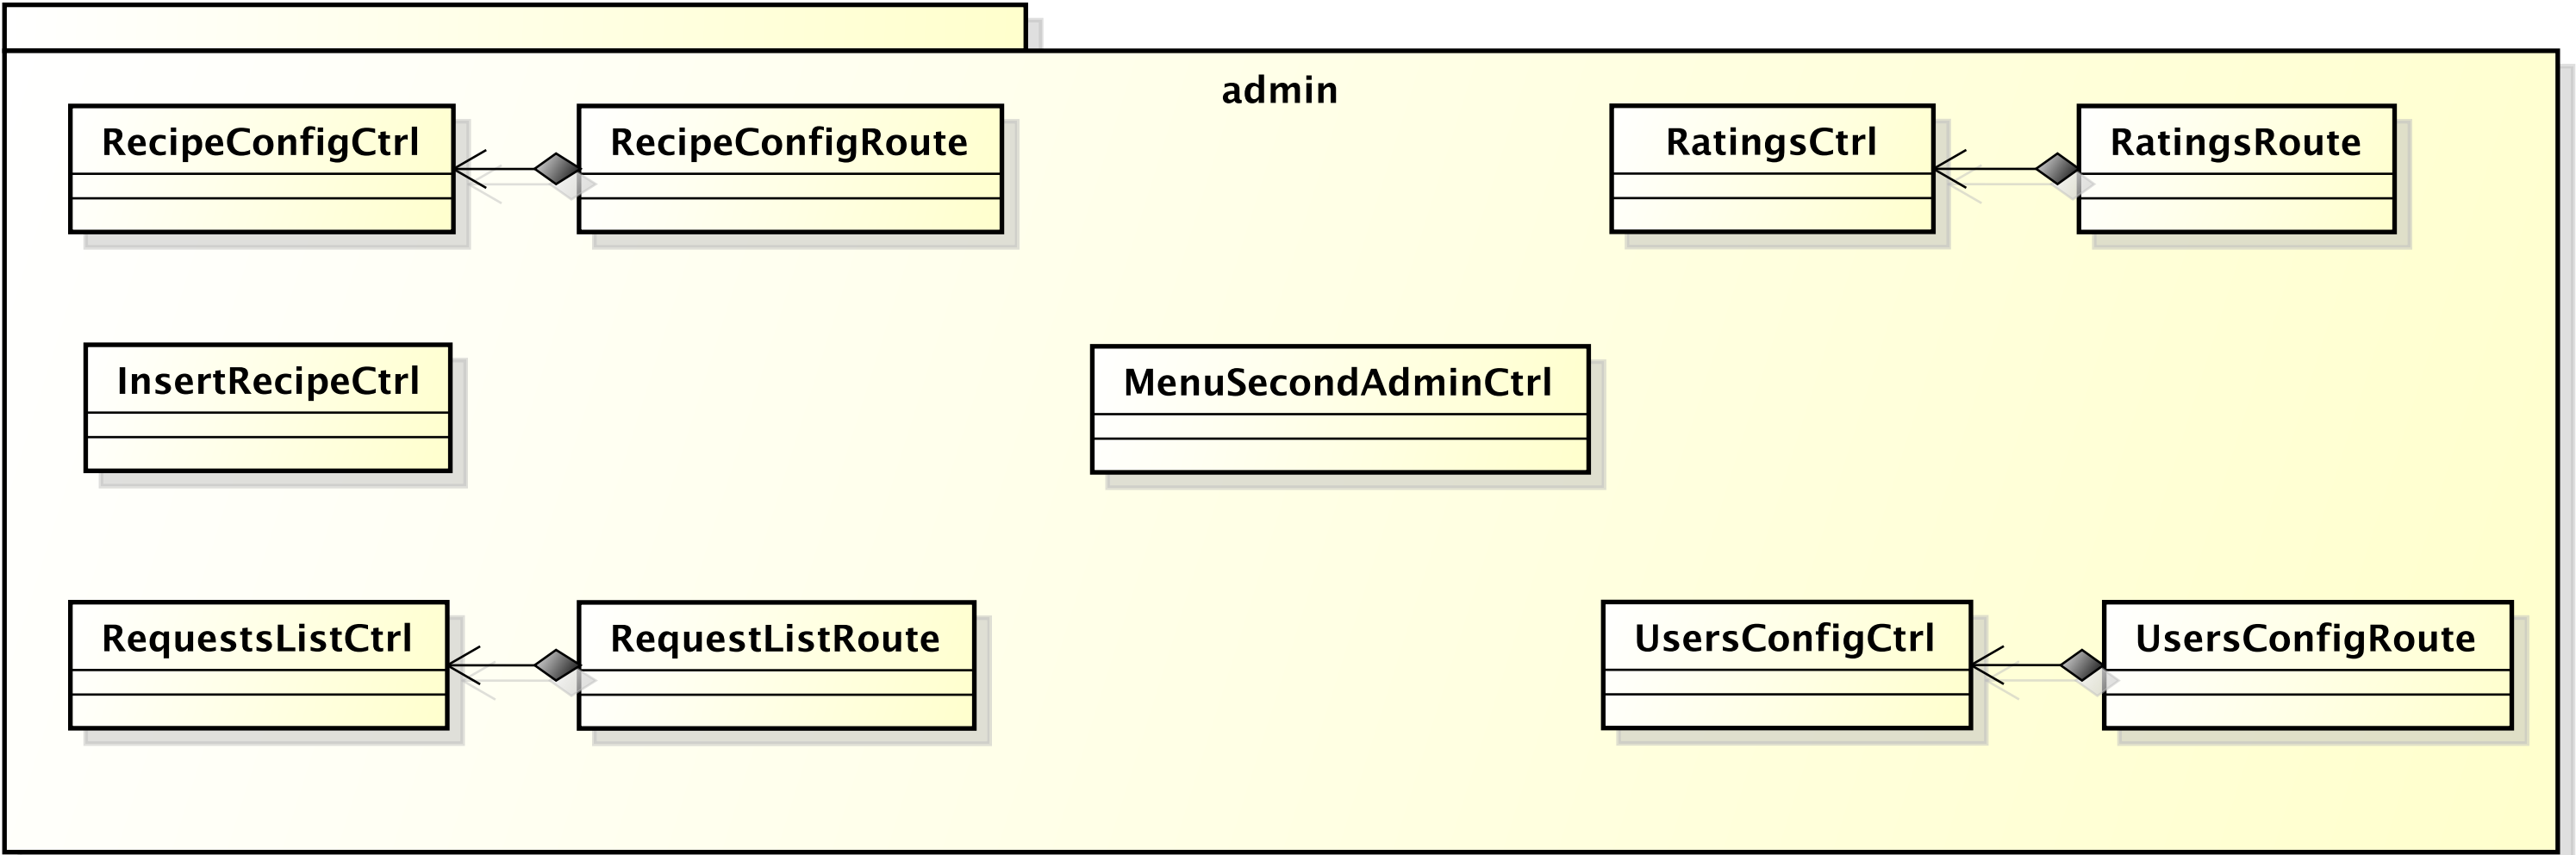 admin
RecipeConfigCtrl
RecipeConfigRoute
RatingsCtrl
RatingsRoute
InsertRecipeCtrl
MenuSecondAdminCtrl
RequestsListCtrl
RequestListRoute
UsersConfigCtrl
UsersConfigRoute